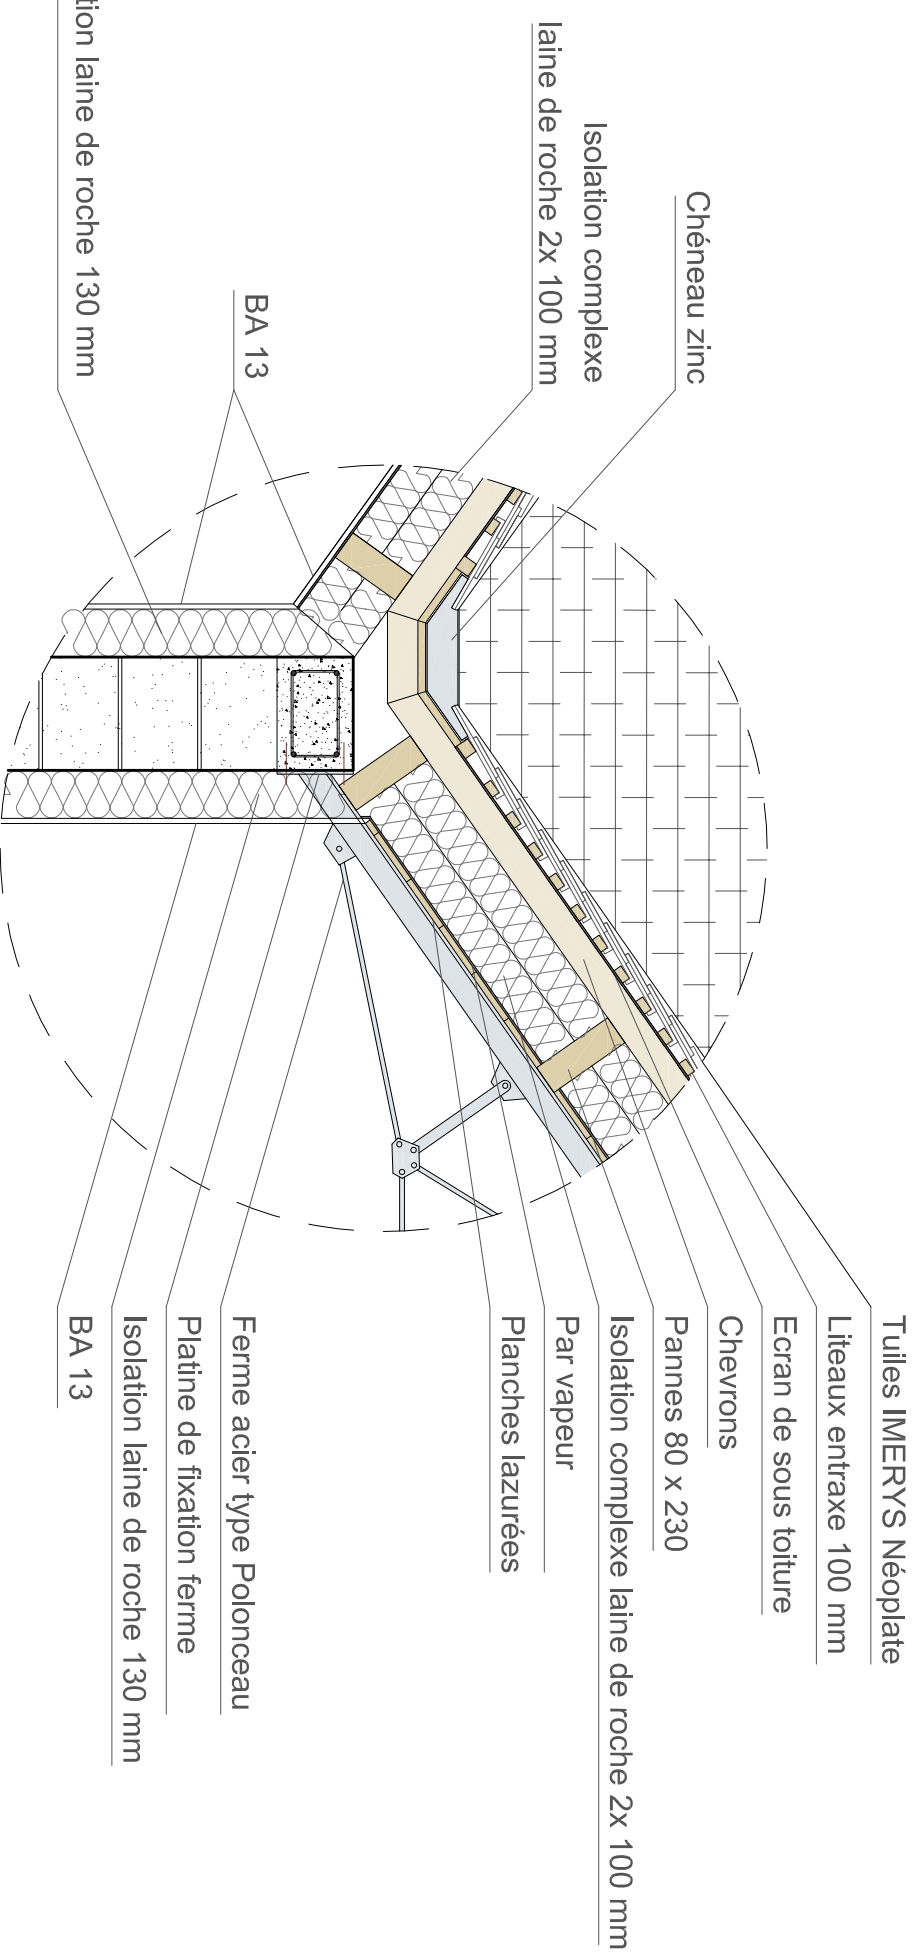 Chéneau zinc
Isolation complexe
laine de roche 2x 100 mm
BA 13
tion laine de roche 130 mm
Tuiles IMERYS Néoplate
Liteaux entraxe 100 mm
Ecran de sous toiture
Chevrons
Pannes 80 x 230
Isolation complexe laine de roche 2x 100 mm
Par vapeur
Planches lazurées
Ferme acier type Polonceau
Platine de fixation ferme
Isolation laine de roche 130 mm
BA 13